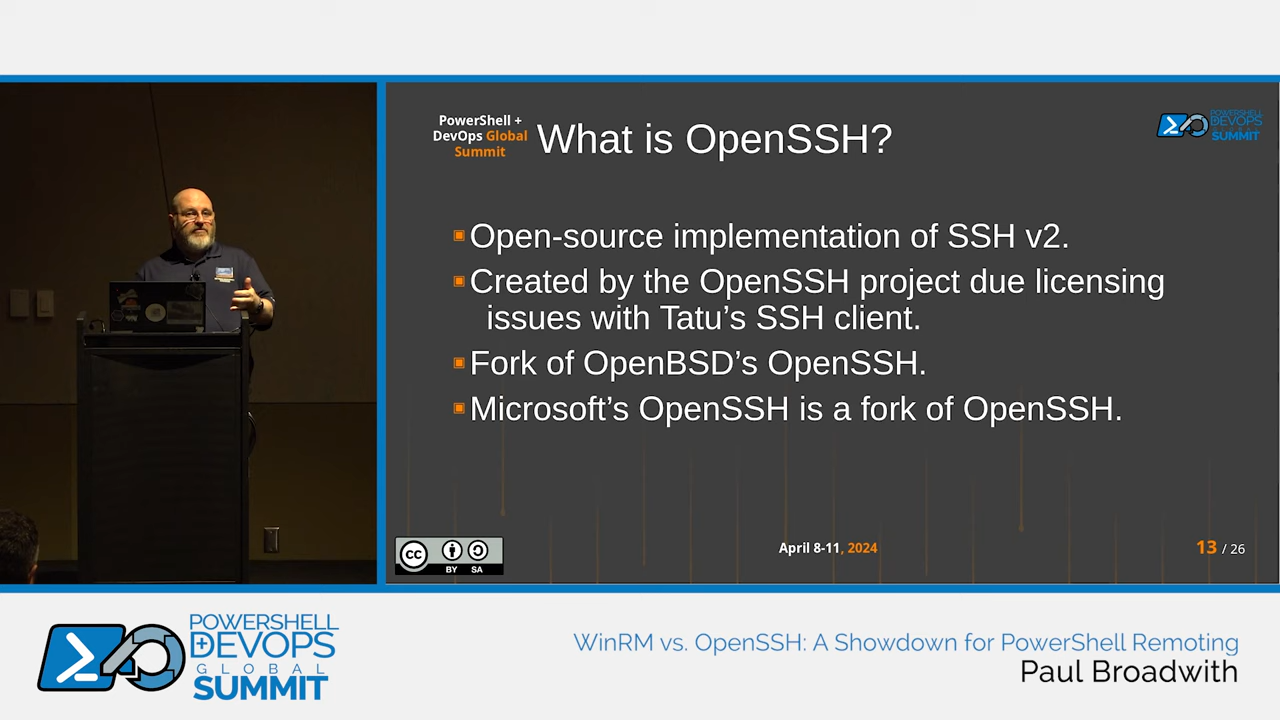 PowerShell +
DevOps Global
Summit
What is OpenSSH?
POWERSHELL
DEVOPS
GLOBAL
SUMMIT
Open-source implementation of SSH v2.
Created by the OpenSSH project due licensing
issues with Tatu's SSH client.
Fork of OpenBSD's OpenSSH.
Microsoft's OpenSSH is a fork of OpenSSH.
cc
BY SA
April 8-11, 2024
13 / 26
POWERSHELL
+DEVOPS
GLOBAL
SUMMIT
WinRM vs. OpenSSH: A Showdown for PowerShell Remoting
Paul Broadwith